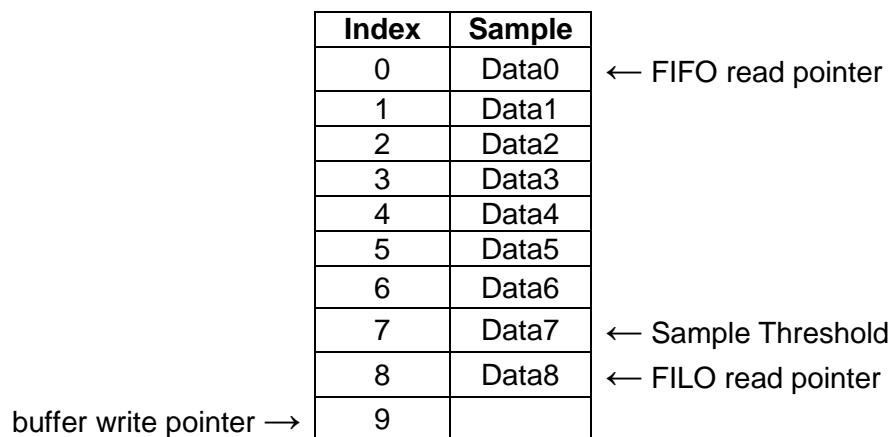 Index Sample
0 Data0 ← FIFO read pointer
1 Data1
2 Data2
3 Data3
4 Data4
5 Data5
6 Data6
7 Data7 ← Sample Threshold
8 Data8 ← FILO read pointer
buffer write pointer → 9